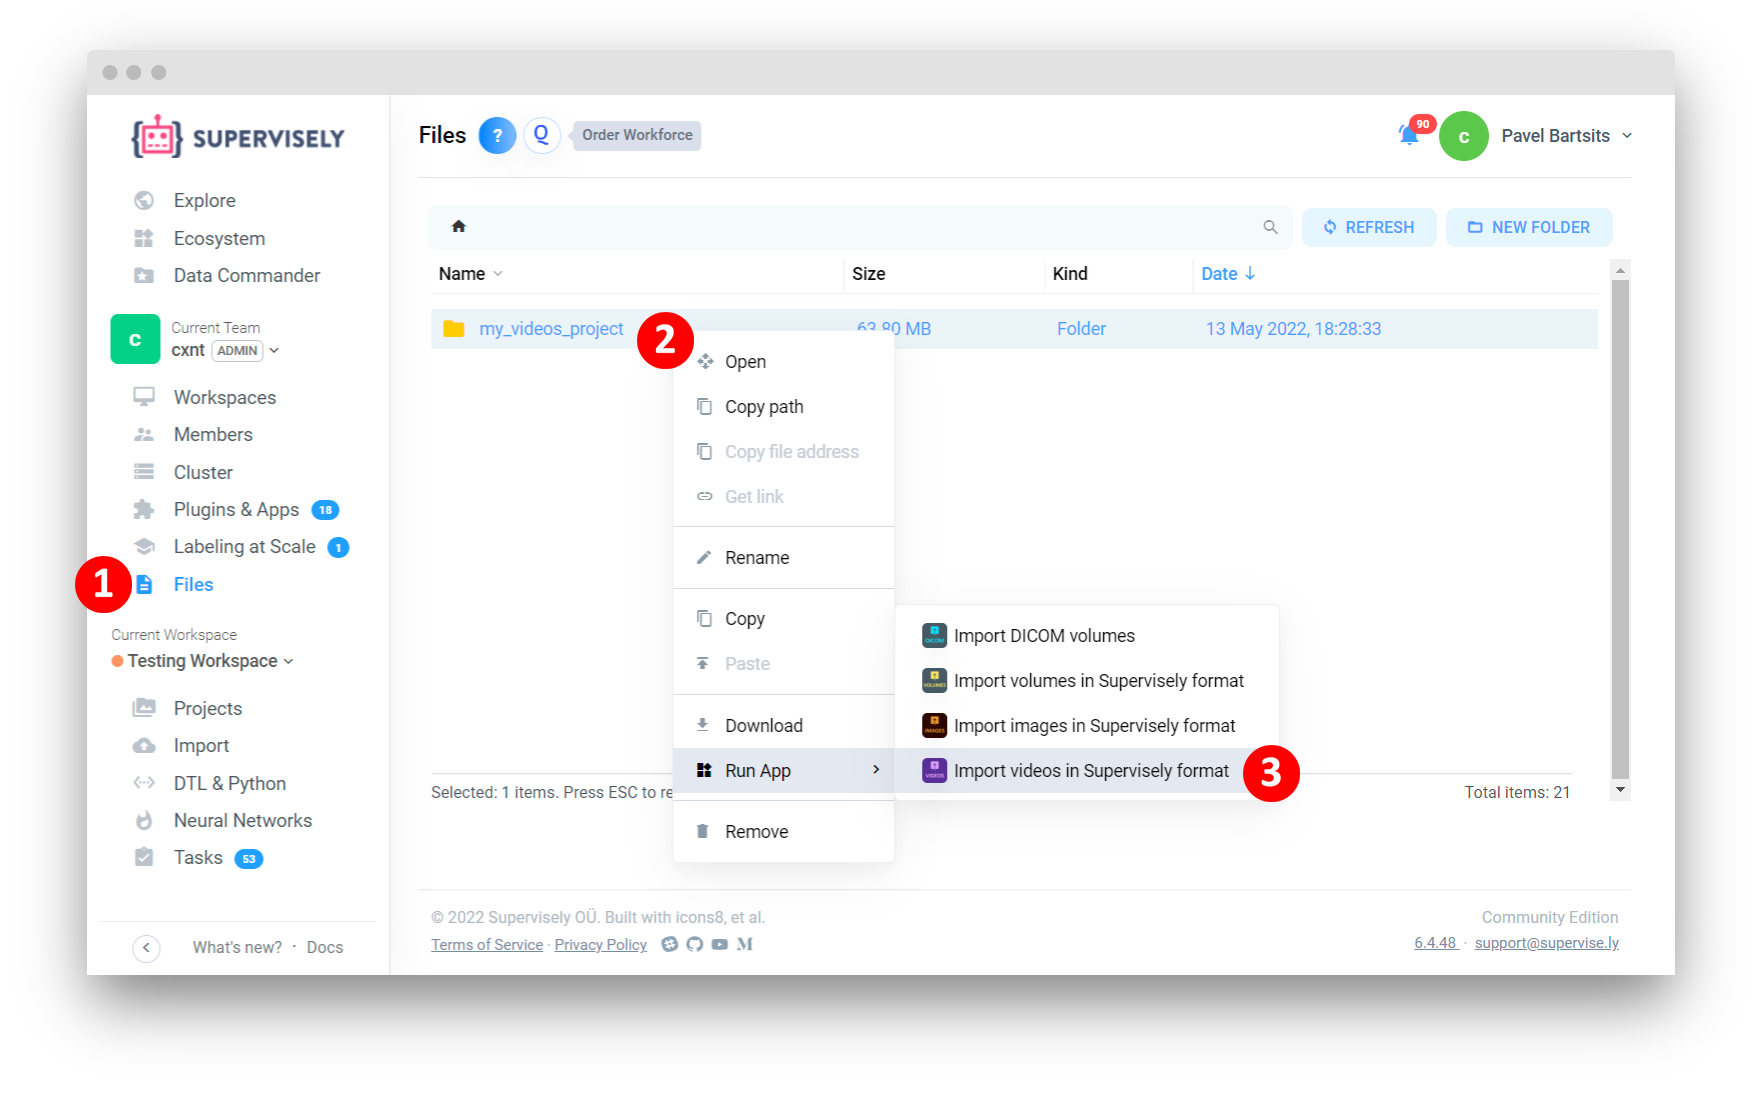 SUPERVISELY
Files ? Q Order Workforce
90 c Pavel Bartsits
Explore
Ecosystem
Data Commander
c Current Team
cxnt ADMIN
Workspaces
Members
Cluster
Plugins & Apps 18
Labeling at Scale 1
1 Files
Current Workspace
Testing Workspace
Projects
Import
DTL & Python
Neural Networks
Tasks 53
What's new? · Docs
REFRESH NEW FOLDER
Name Size Kind Date
my_videos_project 63.80 MB Folder 13 May 2022, 18:28:33
2
Open
Copy path
Copy file address
Get link
Rename
Copy
Paste
Download
Run App
Remove
DICOM Import DICOM volumes
VOLUMES Import volumes in Supervisely format
IMAGES Import images in Supervisely format
VIDEOS Import videos in Supervisely format 3
Selected: 1 items. Press ESC to re
Total items: 21
© 2022 Supervisely OÜ. Built with icons8, et al.
Terms of Service · Privacy Policy
Community Edition
6.4.48 · support@supervise.ly